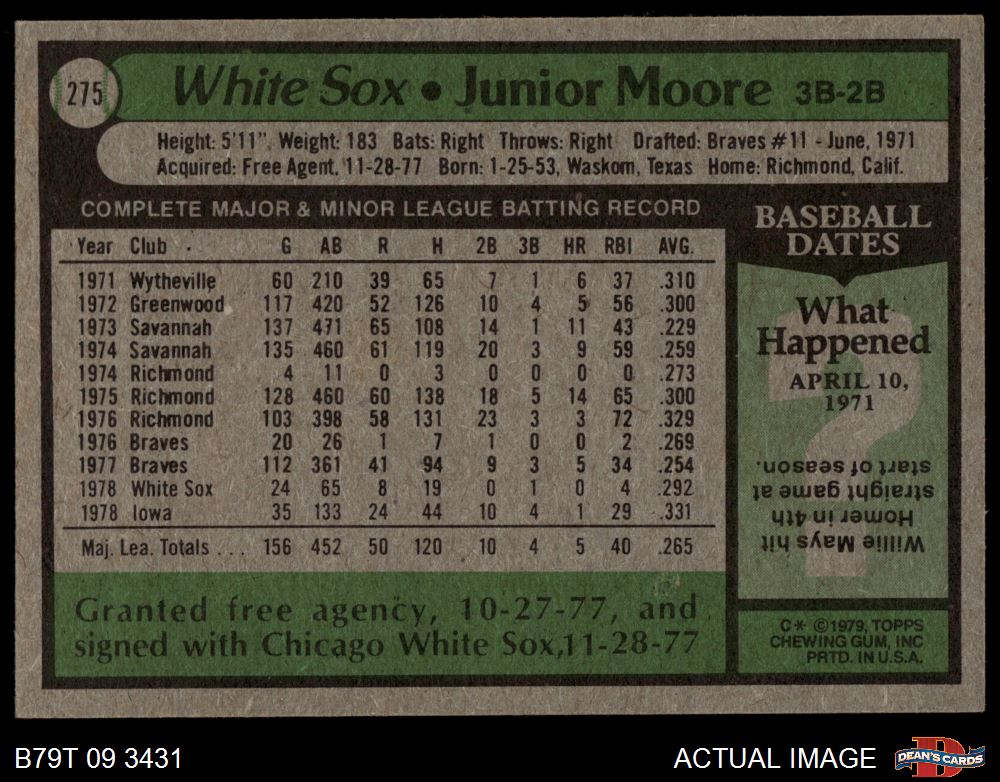 275
White Sox • Junior Moore 3B-2B
Height: 5'11". Weight: 183 Bats: Right Throws: Right Drafted: Braves #11 - June, 1971
Acquired: Free Agent, 11-28-77 Born: 1-25-53, Waskom, Texas Home: Richmond, Calif.
COMPLETE MAJOR & MINOR LEAGUE BATTING RECORD
Year Club G AB R H 2B 3B HR RBI AVG.
1971 Wytheville 60 210 39 65 7 1 6 37 .310
1972 Greenwood 117 420 52 126 10 4 5 56 .300
1973 Savannah 137 471 65 108 14 1 11 43 .229
1974 Savannah 135 460 61 119 20 3 9 59 .259
1974 Richmond 4 11 0 3 0 0 0 0 .273
1975 Richmond 128 460 60 138 18 5 14 65 .300
1976 Richmond 103 398 58 131 23 3 3 72 .329
1976 Braves 20 26 1 7 1 0 0 2 .269
1977 Braves 112 361 41 94 9 3 5 34 .254
1978 White Sox 24 65 8 19 0 1 0 4 .292
1978 Iowa 35 133 24 44 10 4 1 29 .331
Maj. Lea. Totals . . . 156 452 50 120 10 4 5 40 .265
Granted free agency, 10-27-77, and
signed with Chicago White Sox, 11-28-77
BASEBALL
DATES
What
Happened
APRIL 10,
1971
?
Willie Mays hit
Homer in 4th
straight game at
start of season.
C* ©1979, TOPPS
CHEWING GUM, INC
PRTD. IN U.S.A.
B79T 09 3431
ACTUAL IMAGE
D
DEAN'S CARDS